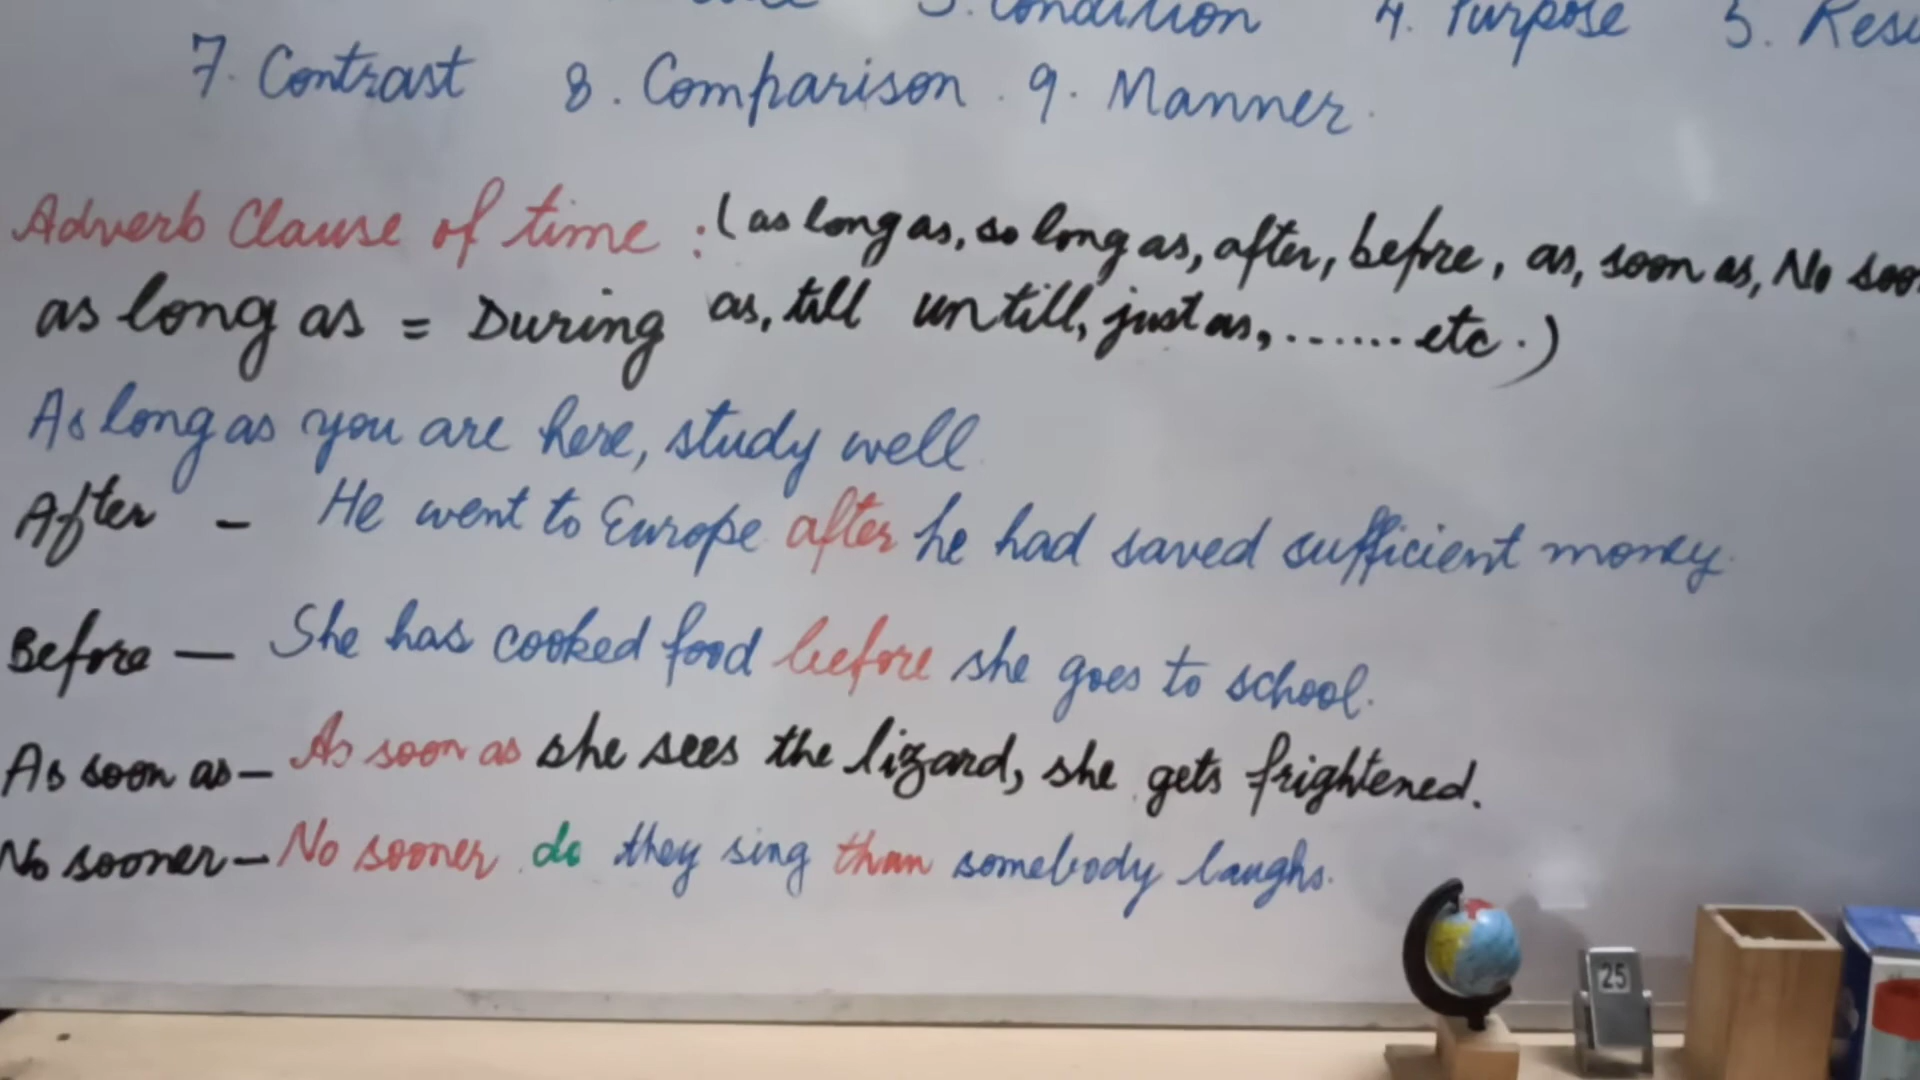 3. Condition 4. Purpose 5.
7. Contrast 8. Comparison . 9. Manner.
Adverb Clause of time : ( as long as, so long as, after, before, as, soon as, No
as, till untill, just as, ....... etc. )
as long as = During
As long as you are here, study well
After - He went to Europe after he had saved sufficient money.
Before — She has cooked food before she goes to school.
As soon as - As soon as she sees the lizard, she gets frightened.
No sooner - No sooner do they sing than somebody laughs.
25